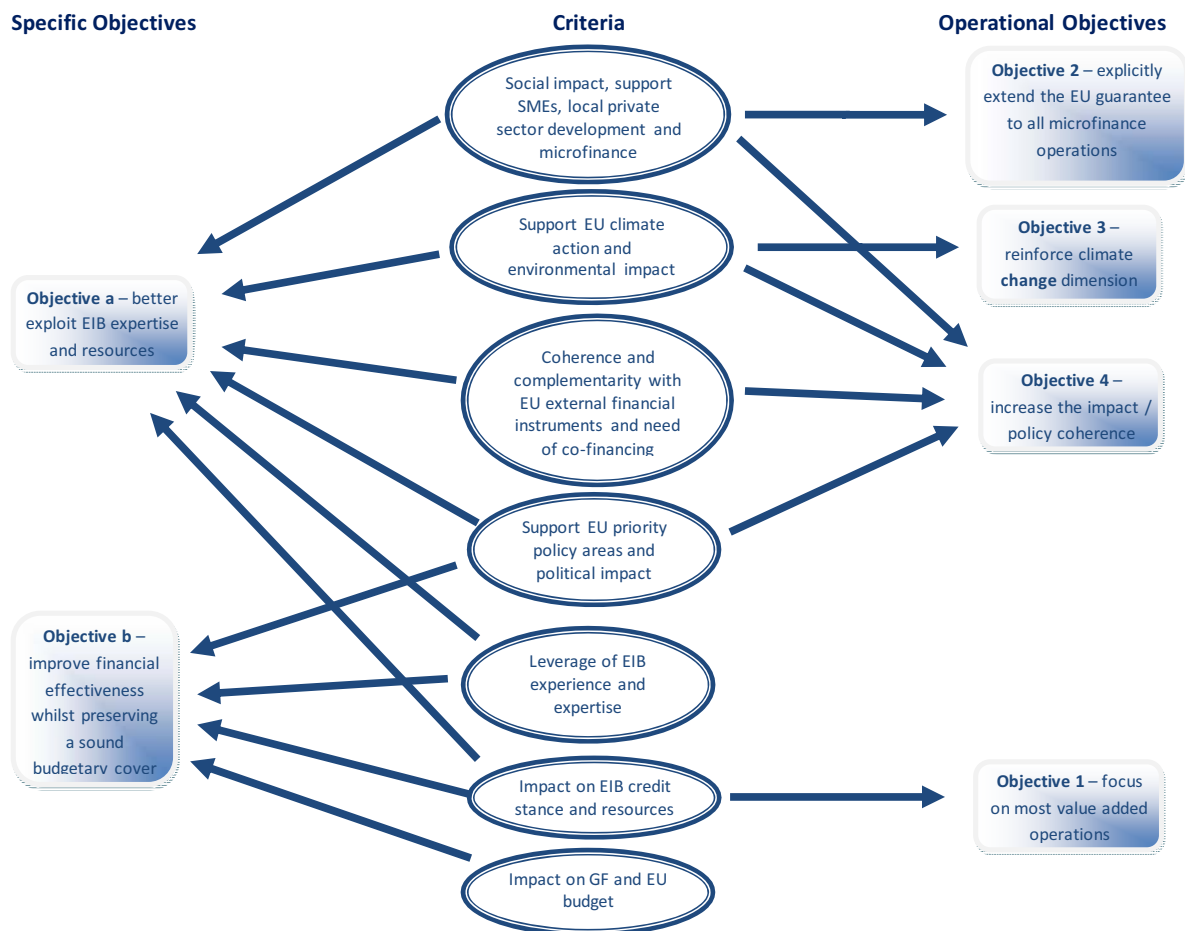 Specific Objectives
Criteria
Operational Objectives
Social impact, support
SMEs, local private
sector development and
microfinance
Support EU climate
action and
environmental impact
Coherence and
complementarity with
EU external financial
instruments and need
of co-financing
Support EU priority
policy areas and
political impact
Leverage of EIB
experience and
expertise
Impact on EIB credit
stance and resources
Impact on GF and EU
budget
Objective a – better
exploit EIB expertise
and resources
Objective b –
improve financial
effectiveness
whilst preserving
a sound
budgetary cover
Objective 2 – explicitly
extend the EU guarantee
to all microfinance
operations
Objective 3 –
reinforce climate
change dimension
Objective 4 –
increase the impact /
policy coherence
Objective 1 – focus
on most value added
operations